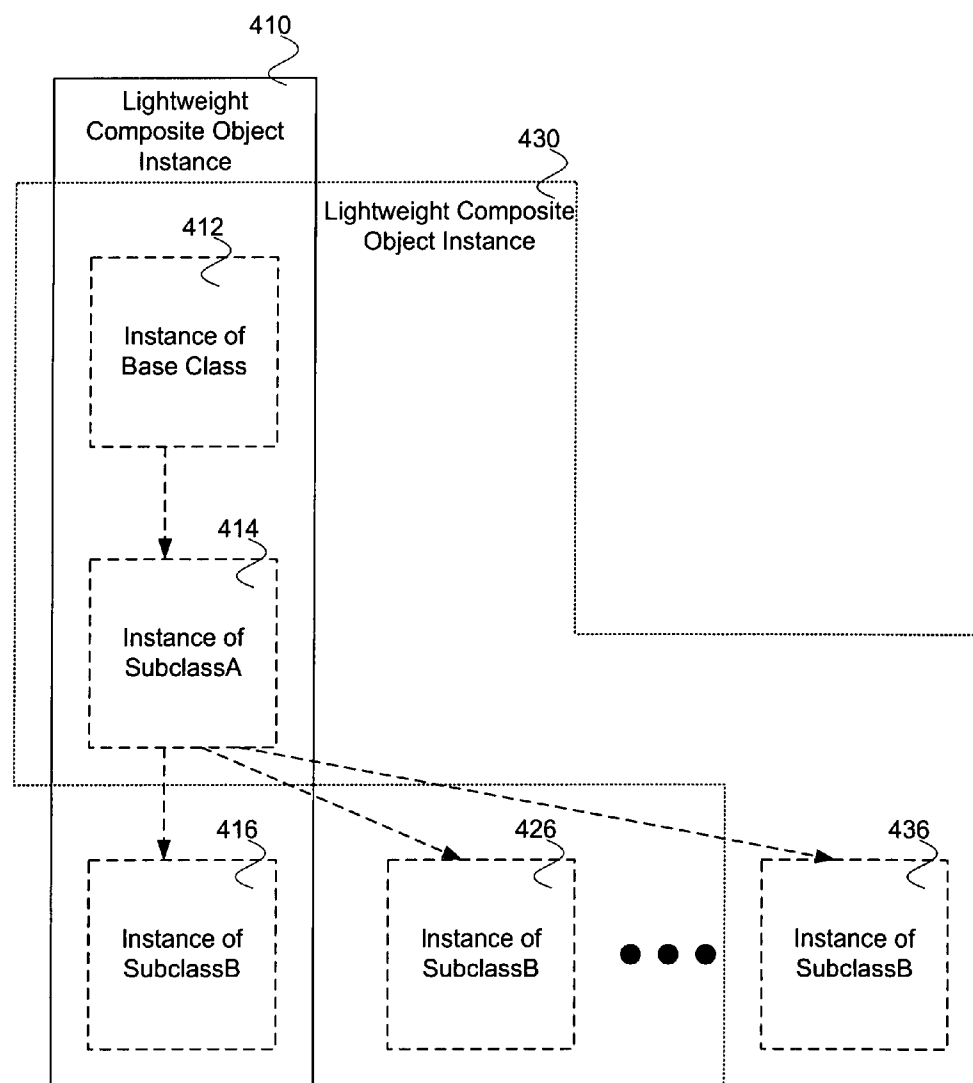 410
Lightweight
Composite Object
Instance
430
Lightweight Composite
Object Instance
412
Instance of
Base Class
414
Instance of
SubclassA
416
Instance of
SubclassB
426
Instance of
SubclassB
436
Instance of
SubclassB